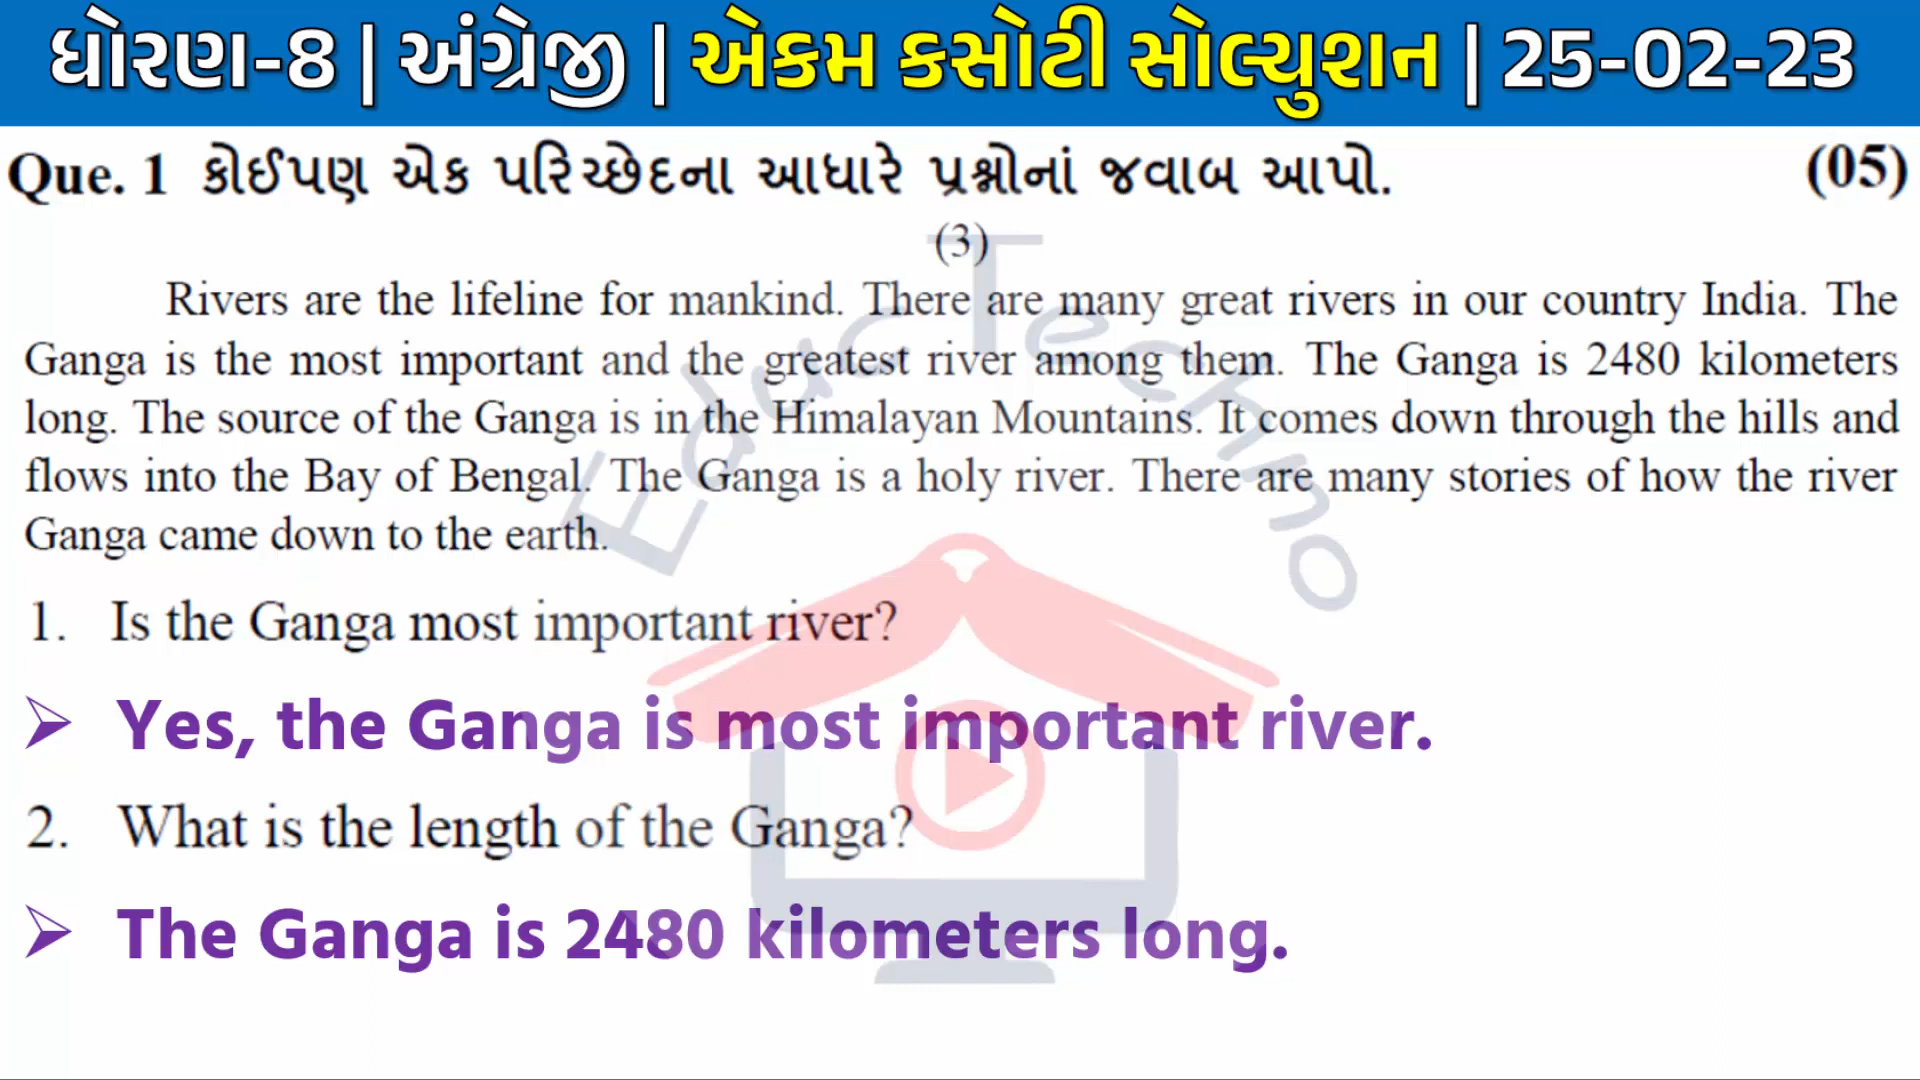 ધોરણ-8 | અંગ્રેજી | એકમ કસોટી સોલ્યુશન | 25-02-23
Que. 1 કોઈપણ એક પરિચ્છેદના આધારે પ્રશ્નોનાં જવાબ આપો. (05)
(3)
Rivers are the lifeline for mankind. There are many great rivers in our country India. The
Ganga is the most important and the greatest river among them. The Ganga is 2480 kilometers
long. The source of the Ganga is in the Himalayan Mountains. It comes down through the hills and
flows into the Bay of Bengal. The Ganga is a holy river. There are many stories of how the river
Ganga came down to the earth.
EducTechno
1. Is the Ganga most important river?
➢ Yes, the Ganga is most important river.
2. What is the length of the Ganga?
➢ The Ganga is 2480 kilometers long.